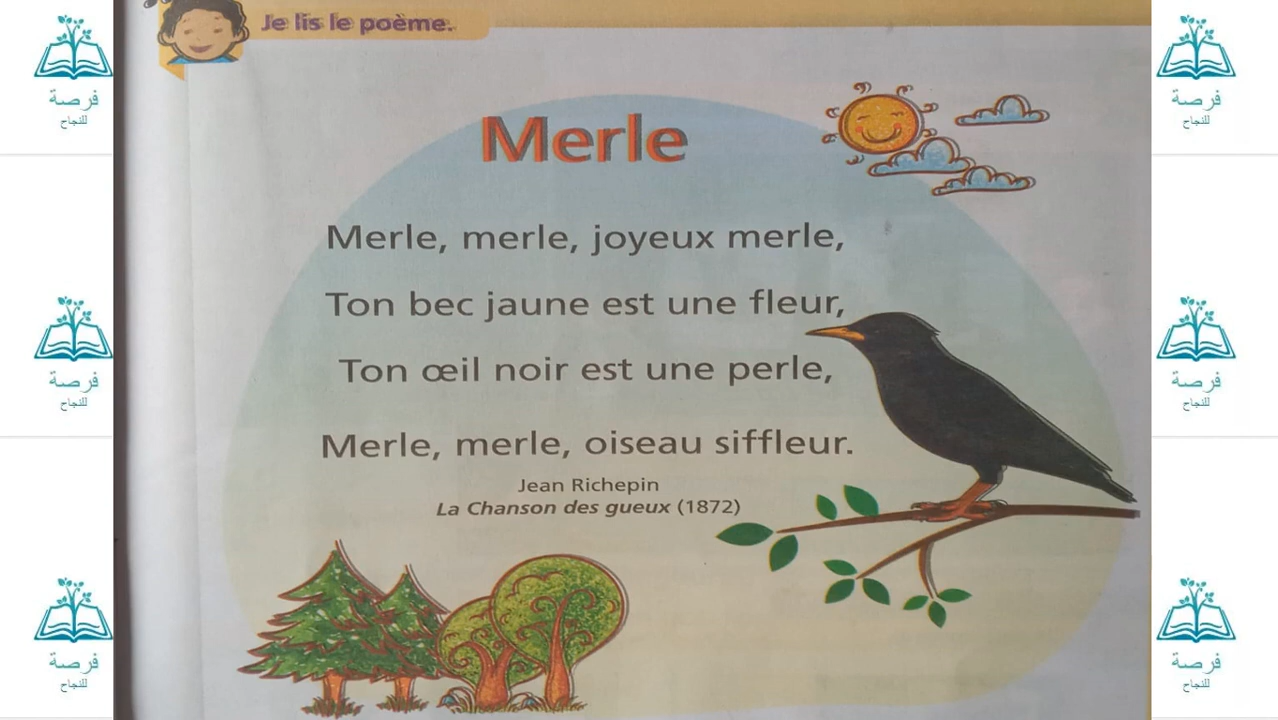 Je lis le poème.
Merle
Merle, merle, joyeux merle,
Ton bec jaune est une fleur,
Ton œil noir est une perle,
Merle, merle, oiseau siffleur.
Jean Richepin
La Chanson des gueux (1872)
فرصة
للنجاح
فرصة
للنجاح
فرصة
للنجاح
فرصة
للنجاح
فرصة
للنجاح
فرصة
للنجاح